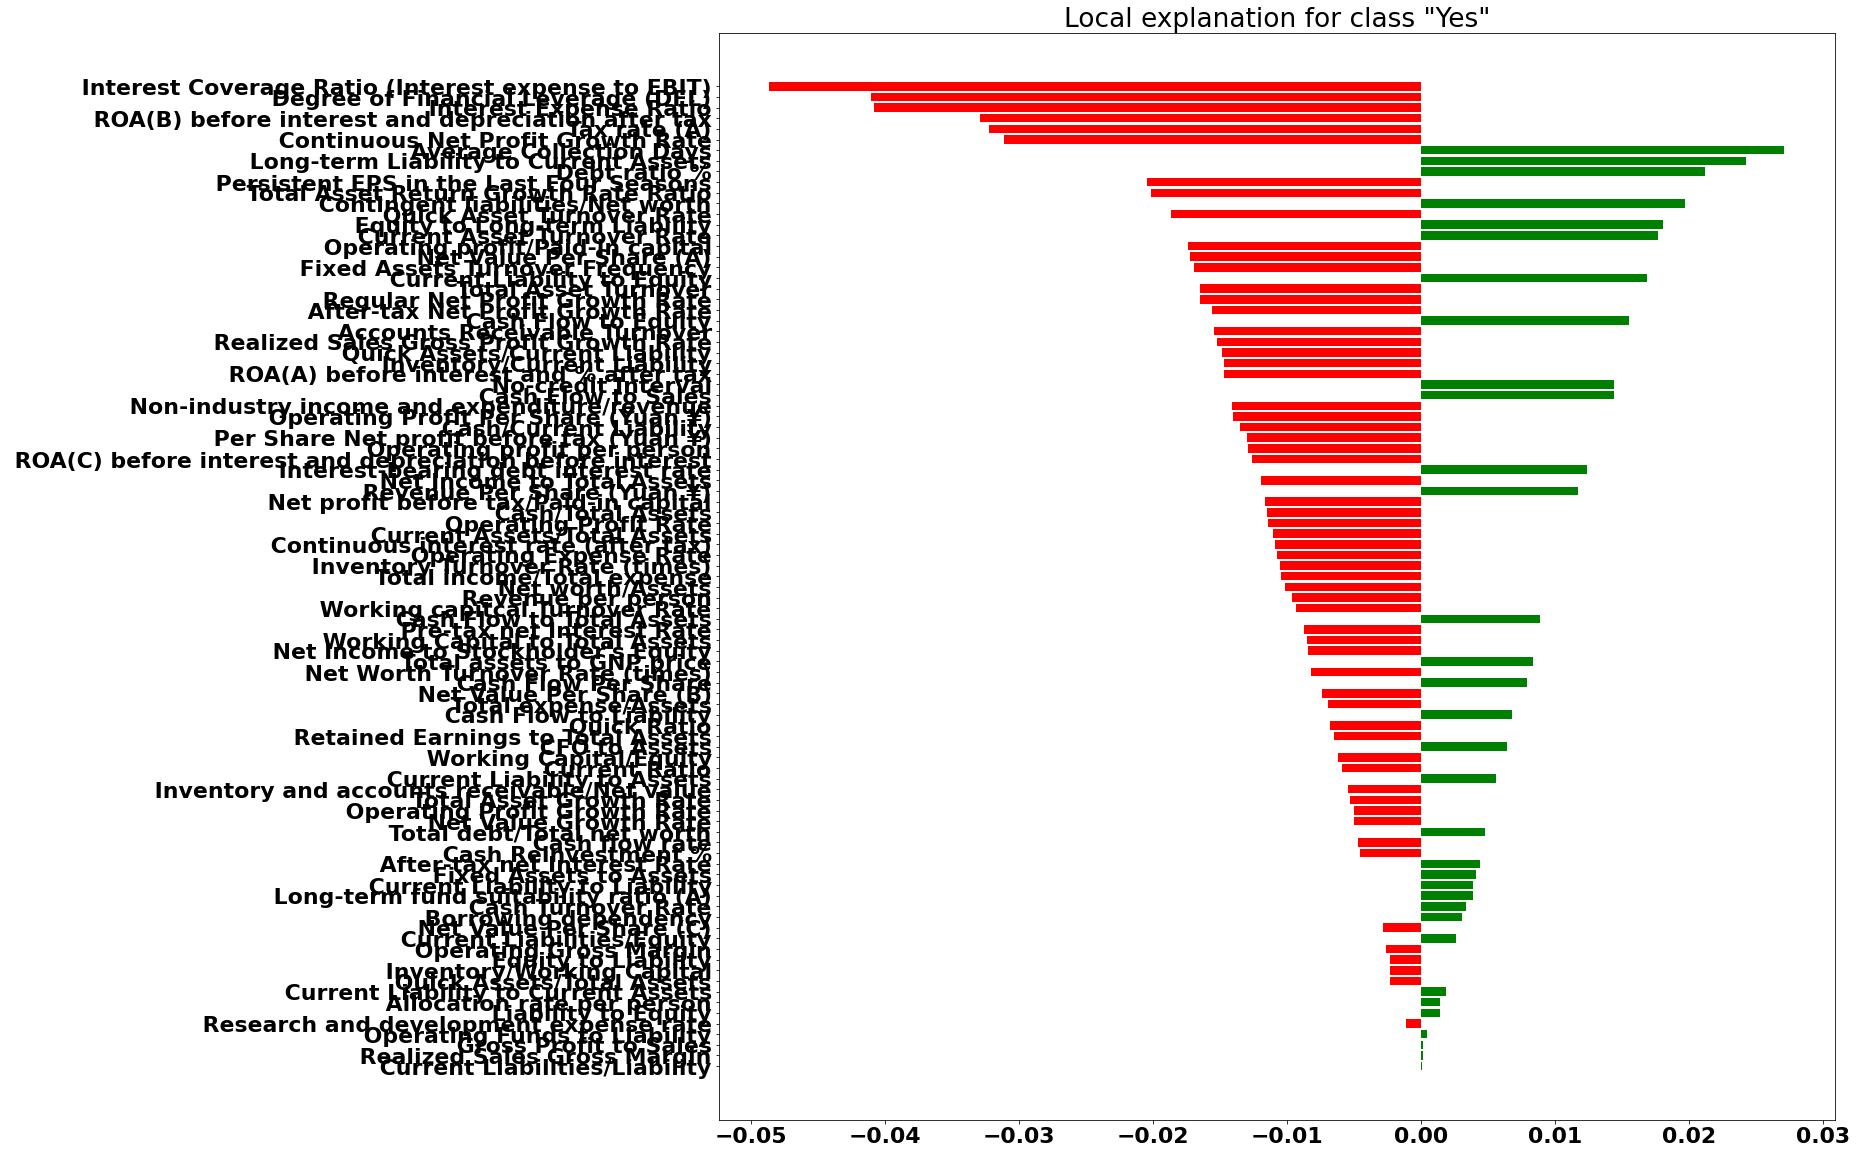 Local explanation for class "Yes"
Interest Coverage Ratio (Interest expense to EBIT)
Degree of Financial Leverage (DFL)
Interest Expense Ratio
ROA(B) before interest and depreciation after tax
Tax rate (A)
Continuous Net Profit Growth Rate
Average Collection Days
Long-term Liability to Current Assets
Debt ratio %
Persistent EPS in the Last Four Seasons
Total Asset Return Growth Rate Ratio
Contingent liabilities/Net worth
Quick Asset Turnover Rate
Equity to Long-term Liability
Current Asset Turnover Rate
Operating profit/Paid-in capital
Net Value Per Share (A)
Fixed Assets Turnover Frequency
Current Liability to Equity
Total Asset Turnover
Regular Net Profit Growth Rate
After-tax Net Profit Growth Rate
Cash Flow to Equity
Accounts Receivable Turnover
Realized Sales Gross Profit Growth Rate
Quick Assets/Current Liability
Inventory/Current Liability
ROA(A) before interest and % after tax
No-credit Interval
Cash Flow to Sales
Non-industry income and expenditure/revenue
Operating Profit Per Share (Yuan ¥)
Cash/Current Liability
Per Share Net profit before tax (Yuan ¥)
Operating profit per person
ROA(C) before interest and depreciation before interest
Interest-bearing debt interest rate
Net Income to Total Assets
Revenue Per Share (Yuan ¥)
Net profit before tax/Paid-in capital
Cash/Total Assets
Operating Profit Rate
Current Assets/Total Assets
Continuous interest rate (after tax)
Operating Expense Rate
Inventory Turnover Rate (times)
Total income/Total expense
Net worth/Assets
Revenue per person
Working capitcal Turnover Rate
Cash Flow to Total Assets
Pre-tax net Interest Rate
Working Capital to Total Assets
Net Income to Stockholder's Equity
Total assets to GNP price
Net Worth Turnover Rate (times)
Cash Flow Per Share
Net Value Per Share (B)
Total expense/Assets
Cash Flow to Liability
Quick Ratio
Retained Earnings to Total Assets
CFO to Assets
Working Capital/Equity
Current Ratio
Current Liability to Assets
Inventory and accounts receivable/Net value
Total Asset Growth Rate
Operating Profit Growth Rate
Net Value Growth Rate
Total debt/Total net worth
Cash flow rate
Cash Reinvestment %
After-tax net Interest Rate
Fixed Assets to Assets
Current Liability to Liability
Long-term fund suitability ratio (A)
Cash Turnover Rate
Borrowing dependency
Net Value Per Share (C)
Current Liabilities/Equity
Operating Gross Margin
Equity to Liability
Inventory/Working Capital
Quick Assets/Total Assets
Current Liability to Current Assets
Allocation rate per person
Liability to Equity
Research and development expense rate
Operating Funds to Liability
Gross Profit to Sales
Realized Sales Gross Margin
Current Liabilities/Liability
−0.05 −0.04 −0.03 −0.02 −0.01 0.00 0.01 0.02 0.03